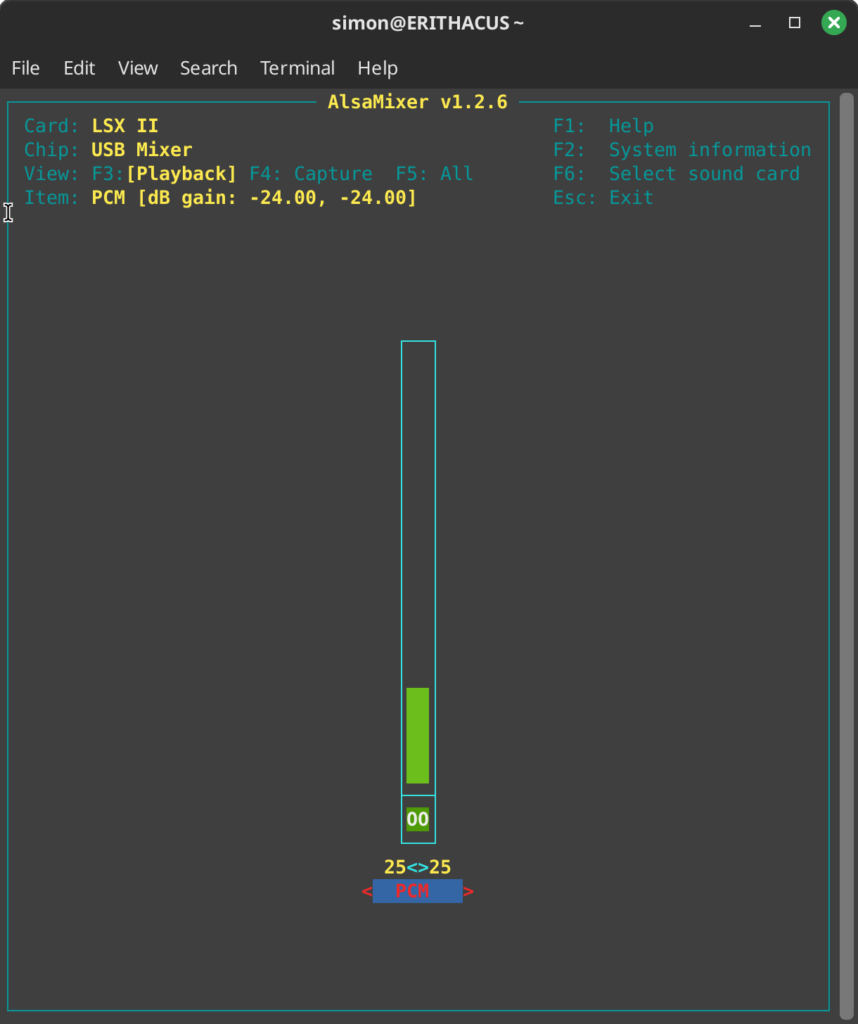 simon@ERITHACUS ~
File Edit View Search Terminal Help
AlsaMixer v1.2.6
Card: LSX II F1: Help
Chip: USB Mixer F2: System information
View: F3:[Playback] F4: Capture F5: All F6: Select sound card
Item: PCM [dB gain: -24.00, -24.00] Esc: Exit
OO
25<>25
< PCM >